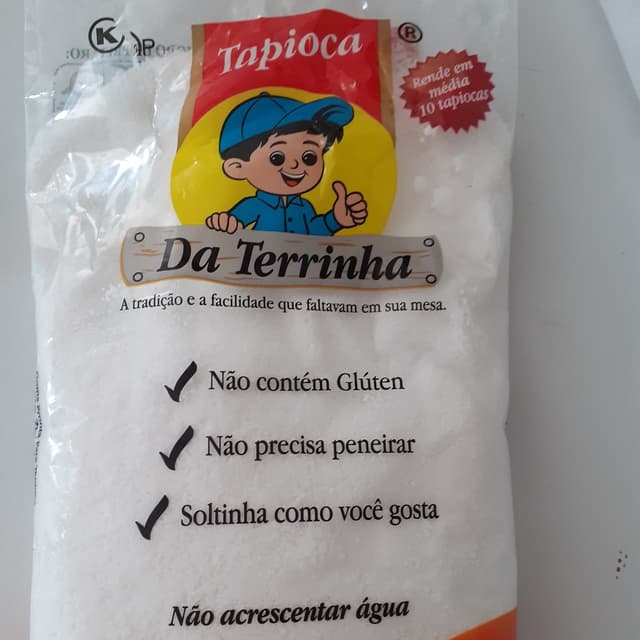 K P
Tapioca ®
Rende em
média
10 tapiocas
Da Terrinha
A tradição e a facilidade que faltavam em sua mesa.
Não contém Glúten
Não precisa peneirar
Soltinha como você gosta
Não acrescentar água